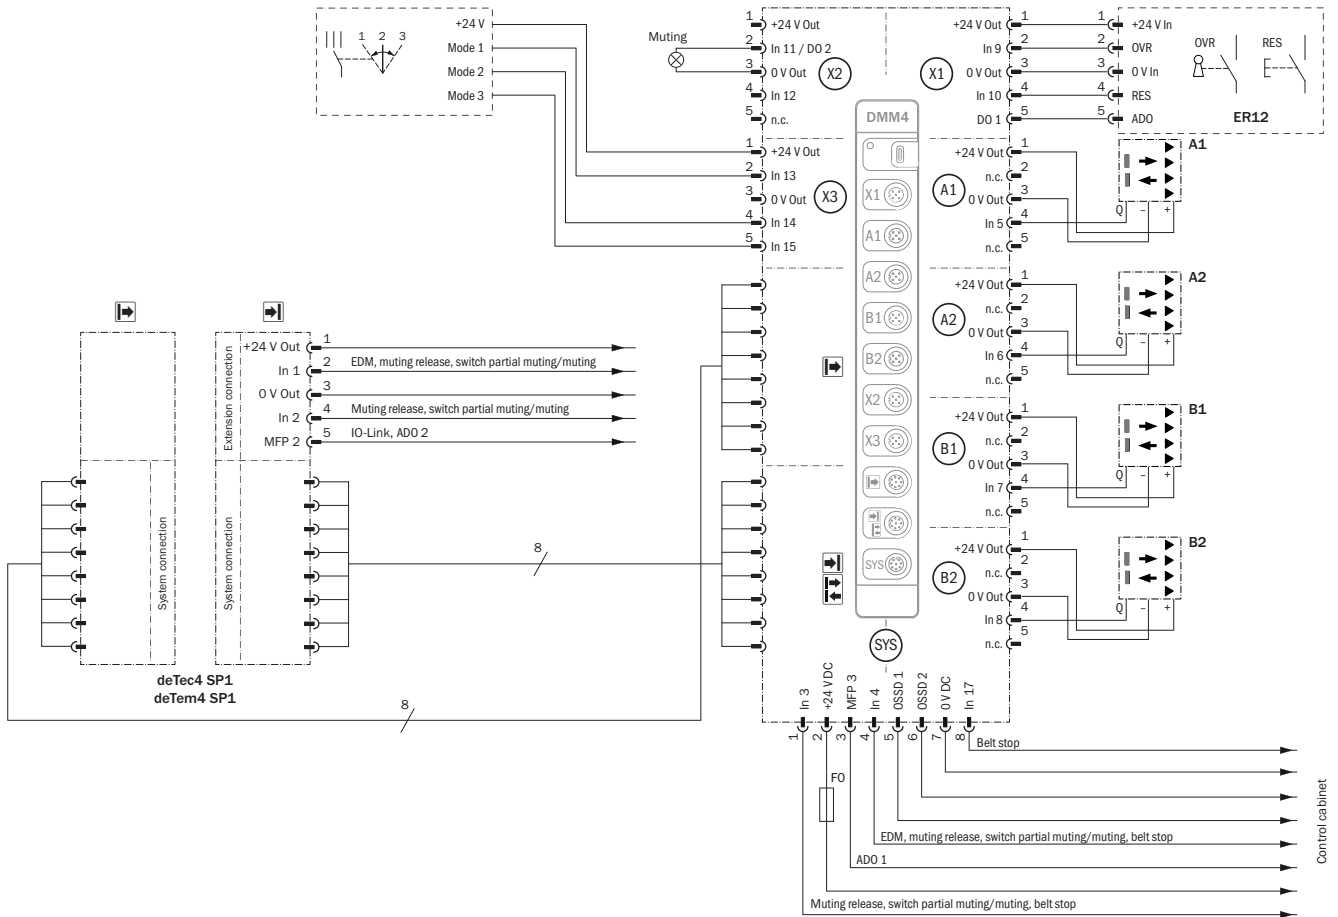 +24 V
1 2 3
Mode 1
Mode 2
Mode 3
Muting
1 +24 V Out
2 In 11 / DO 2
3 0 V Out
4 In 12
5 n.c.
X2
1 +24 V Out
2 In 13
3 0 V Out
4 In 14
5 In 15
X3
DMM4
X1
A1
A2
B1
B2
X2
X3
SYS
SYS
X1
+24 V Out 1
In 9 2
0 V Out 3
In 10 4
DO 1 5
1 +24 V In
2 OVR
3 0 V In
4 RES
5 ADO
OVR
RES
ER12
A1
+24 V Out 1
n.c. 2
0 V Out 3
In 5 4
n.c. 5
A1
Q – +
A2
+24 V Out 1
n.c. 2
0 V Out 3
In 6 4
n.c. 5
A2
Q – +
B1
+24 V Out 1
n.c. 2
0 V Out 3
In 7 4
n.c. 5
B1
Q – +
B2
+24 V Out 1
n.c. 2
0 V Out 3
In 8 4
n.c. 5
B2
Q – +
Extension connection
+24 V Out 1
In 1 2 EDM, muting release, switch partial muting/muting
0 V Out 3
In 2 4 Muting release, switch partial muting/muting
MFP 2 5 IO-Link, ADO 2
System connection
System connection
deTec4 SP1
deTem4 SP1
8
8
In 3
+24 V DC
MFP 3
In 4
OSSD 1
OSSD 2
0 V DC
In 17
1 2 3 4 5 6 7 8
Belt stop
F0
EDM, muting release, switch partial muting/muting, belt stop
ADO 1
Muting release, switch partial muting/muting, belt stop
Control cabinet